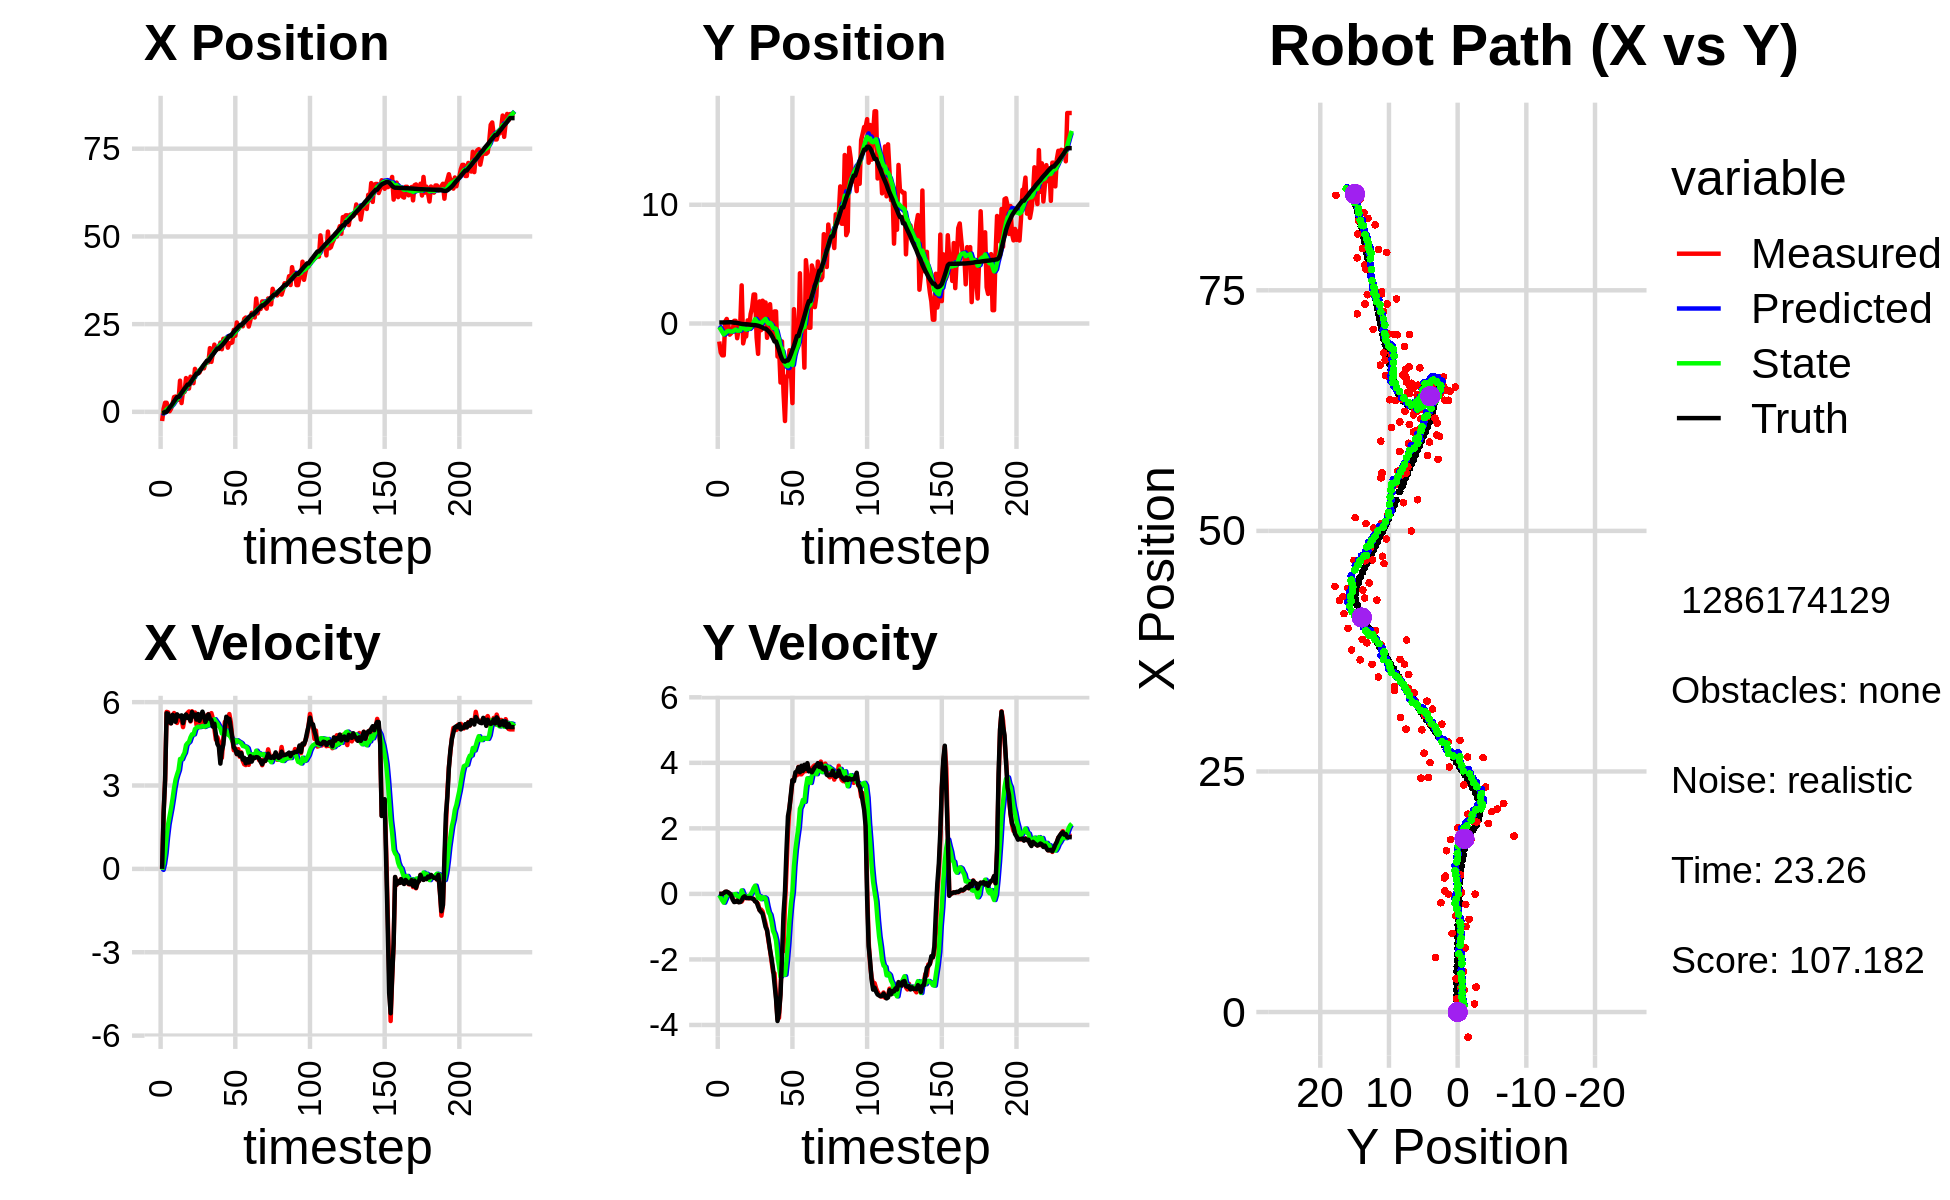 X Position
75
50
25
0
0
50
100
150
200
timestep
Y Position
10
0
0
50
100
150
200
timestep
X Velocity
6
3
0
-3
-6
0
50
100
150
200
timestep
Y Velocity
6
4
2
0
-2
-4
0
50
100
150
200
timestep
Robot Path (X vs Y)
X Position
75
50
25
0
20 10 0 -10 -20
Y Position
variable
Measured
Predicted
State
Truth
1286174129
Obstacles: none
Noise: realistic
Time: 23.26
Score: 107.182